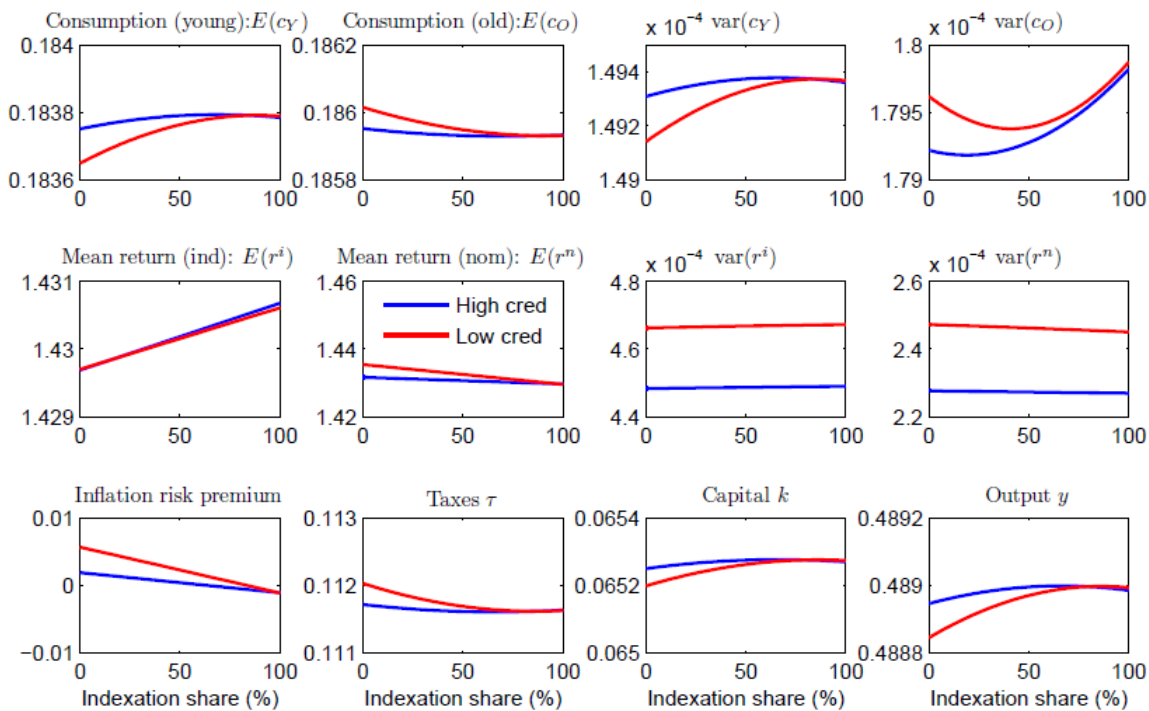 Consumption (young):E(c_Y)
0.184
0.1838
0.1836
0 50 100
Consumption (old):E(c_O)
0.1862
0.186
0.1858
0 50 100
x 10⁻⁴ var(c_Y)
1.494
1.492
1.49
0 50 100
x 10⁻⁴ var(c_O)
1.8
1.795
1.79
0 50 100
Mean return (ind): E(rⁱ)
1.431
1.43
1.429
0 50 100
Mean return (nom): E(rⁿ)
1.46
1.44
1.42
High cred
Low cred
0 50 100
x 10⁻⁴ var(rⁱ)
4.8
4.6
4.4
0 50 100
x 10⁻⁴ var(rⁿ)
2.6
2.4
2.2
0 50 100
Inflation risk premium
0.01
0
−0.01
0 50 100
Indexation share (%)
Taxes τ
0.113
0.112
0.111
0 50 100
Indexation share (%)
Capital k
0.0654
0.0652
0.065
0 50 100
Indexation share (%)
Output y
0.4892
0.489
0.4888
0 50 100
Indexation share (%)